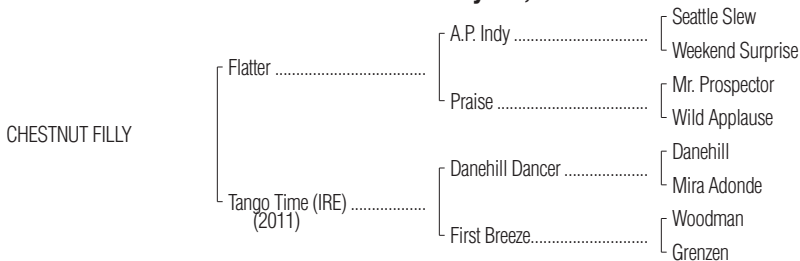 Seattle Slew
A.P. Indy
Weekend Surprise
Flatter
Mr. Prospector
Praise
Wild Applause
CHESTNUT FILLY
Danehill
Danehill Dancer
Mira Adonde
Tango Time (IRE)
(2011)
Woodman
First Breeze
Grenzen